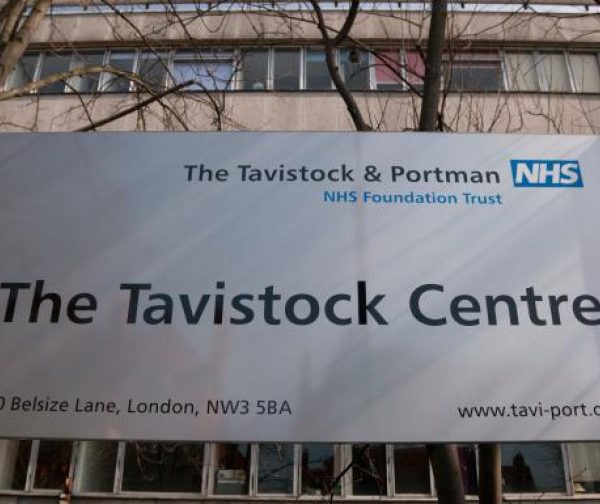 The Tavistock & Portman NHS
NHS Foundation Trust
The Tavistock Centre
0 Belsize Lane, London, NW3 5BA
www.tavi-port.